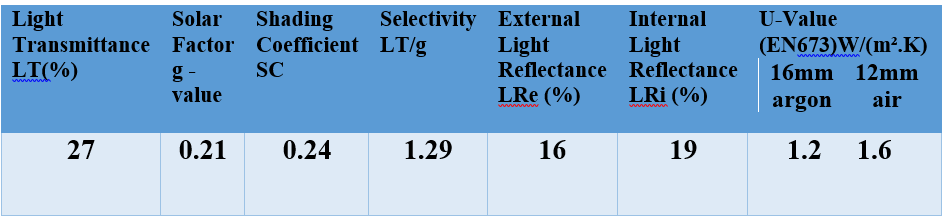 Light Transmittance LT(%)
Solar Factor g - value
Shading Coefficient SC
Selectivity LT/g
External Light Reflectance LRe (%)
Internal Light Reflectance LRi (%)
U-Value (EN673)W/(m².K)
16mm argon
12mm air
27
0.21
0.24
1.29
16
19
1.2
1.6